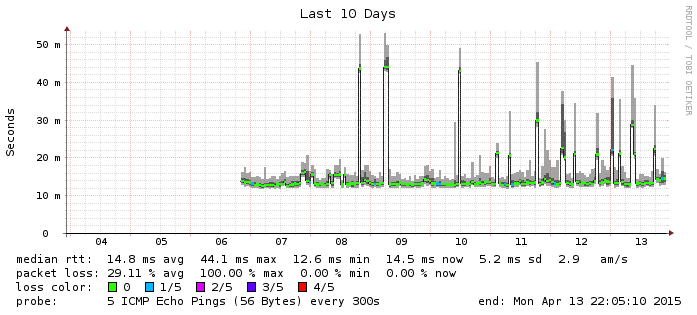 Last 10 Days
RRDTOOL / TOBI OETIKER
Seconds
50 m
40 m
30 m
20 m
10 m
0
04 05 06 07 08 09 10 11 12 13
median rtt: 14.8 ms avg 44.1 ms max 12.6 ms min 14.5 ms now 5.2 ms sd 2.9 am/s
packet loss: 29.11 % avg 100.00 % max 0.00 % min 0.00 % now
loss color: 0 1/5 2/5 3/5 4/5
probe: 5 ICMP Echo Pings (56 Bytes) every 300s end: Mon Apr 13 22:05:10 2015